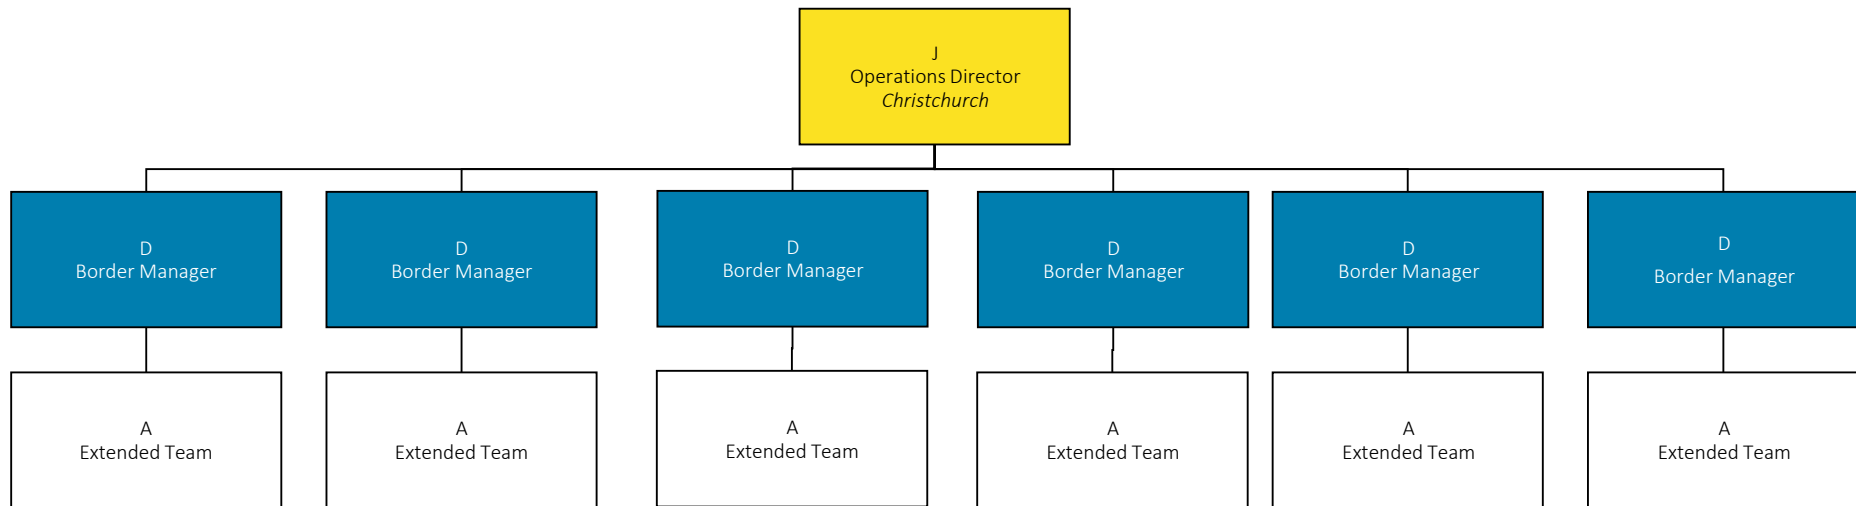 J
Operations Director
Christchurch
D
Border Manager
D
Border Manager
D
Border Manager
D
Border Manager
D
Border Manager
D
Border Manager
A
Extended Team
A
Extended Team
A
Extended Team
A
Extended Team
A
Extended Team
A
Extended Team